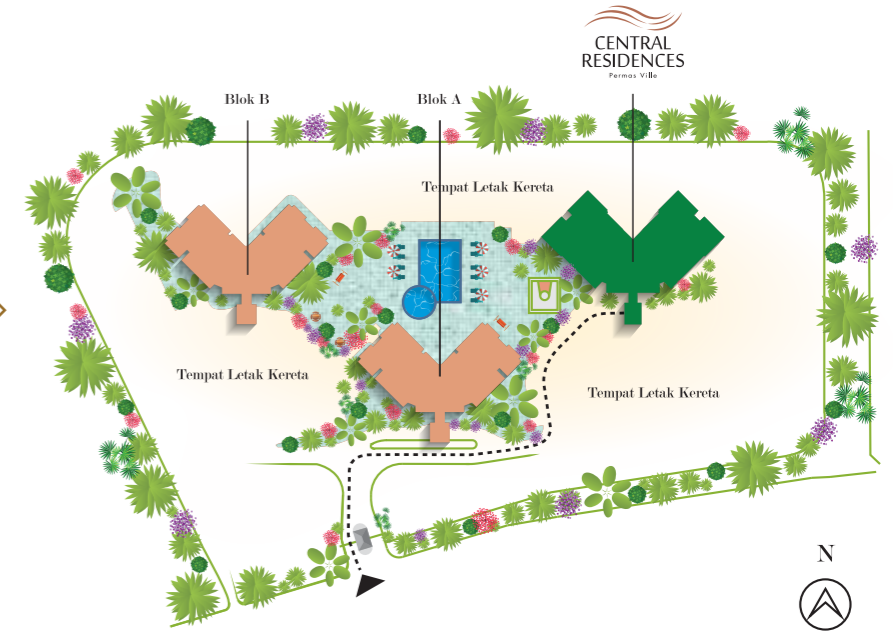 CENTRAL
RESIDENCES
Permas Ville
Blok B
Blok A
Tempat Letak Kereta
Tempat Letak Kereta
Tempat Letak Kereta
N